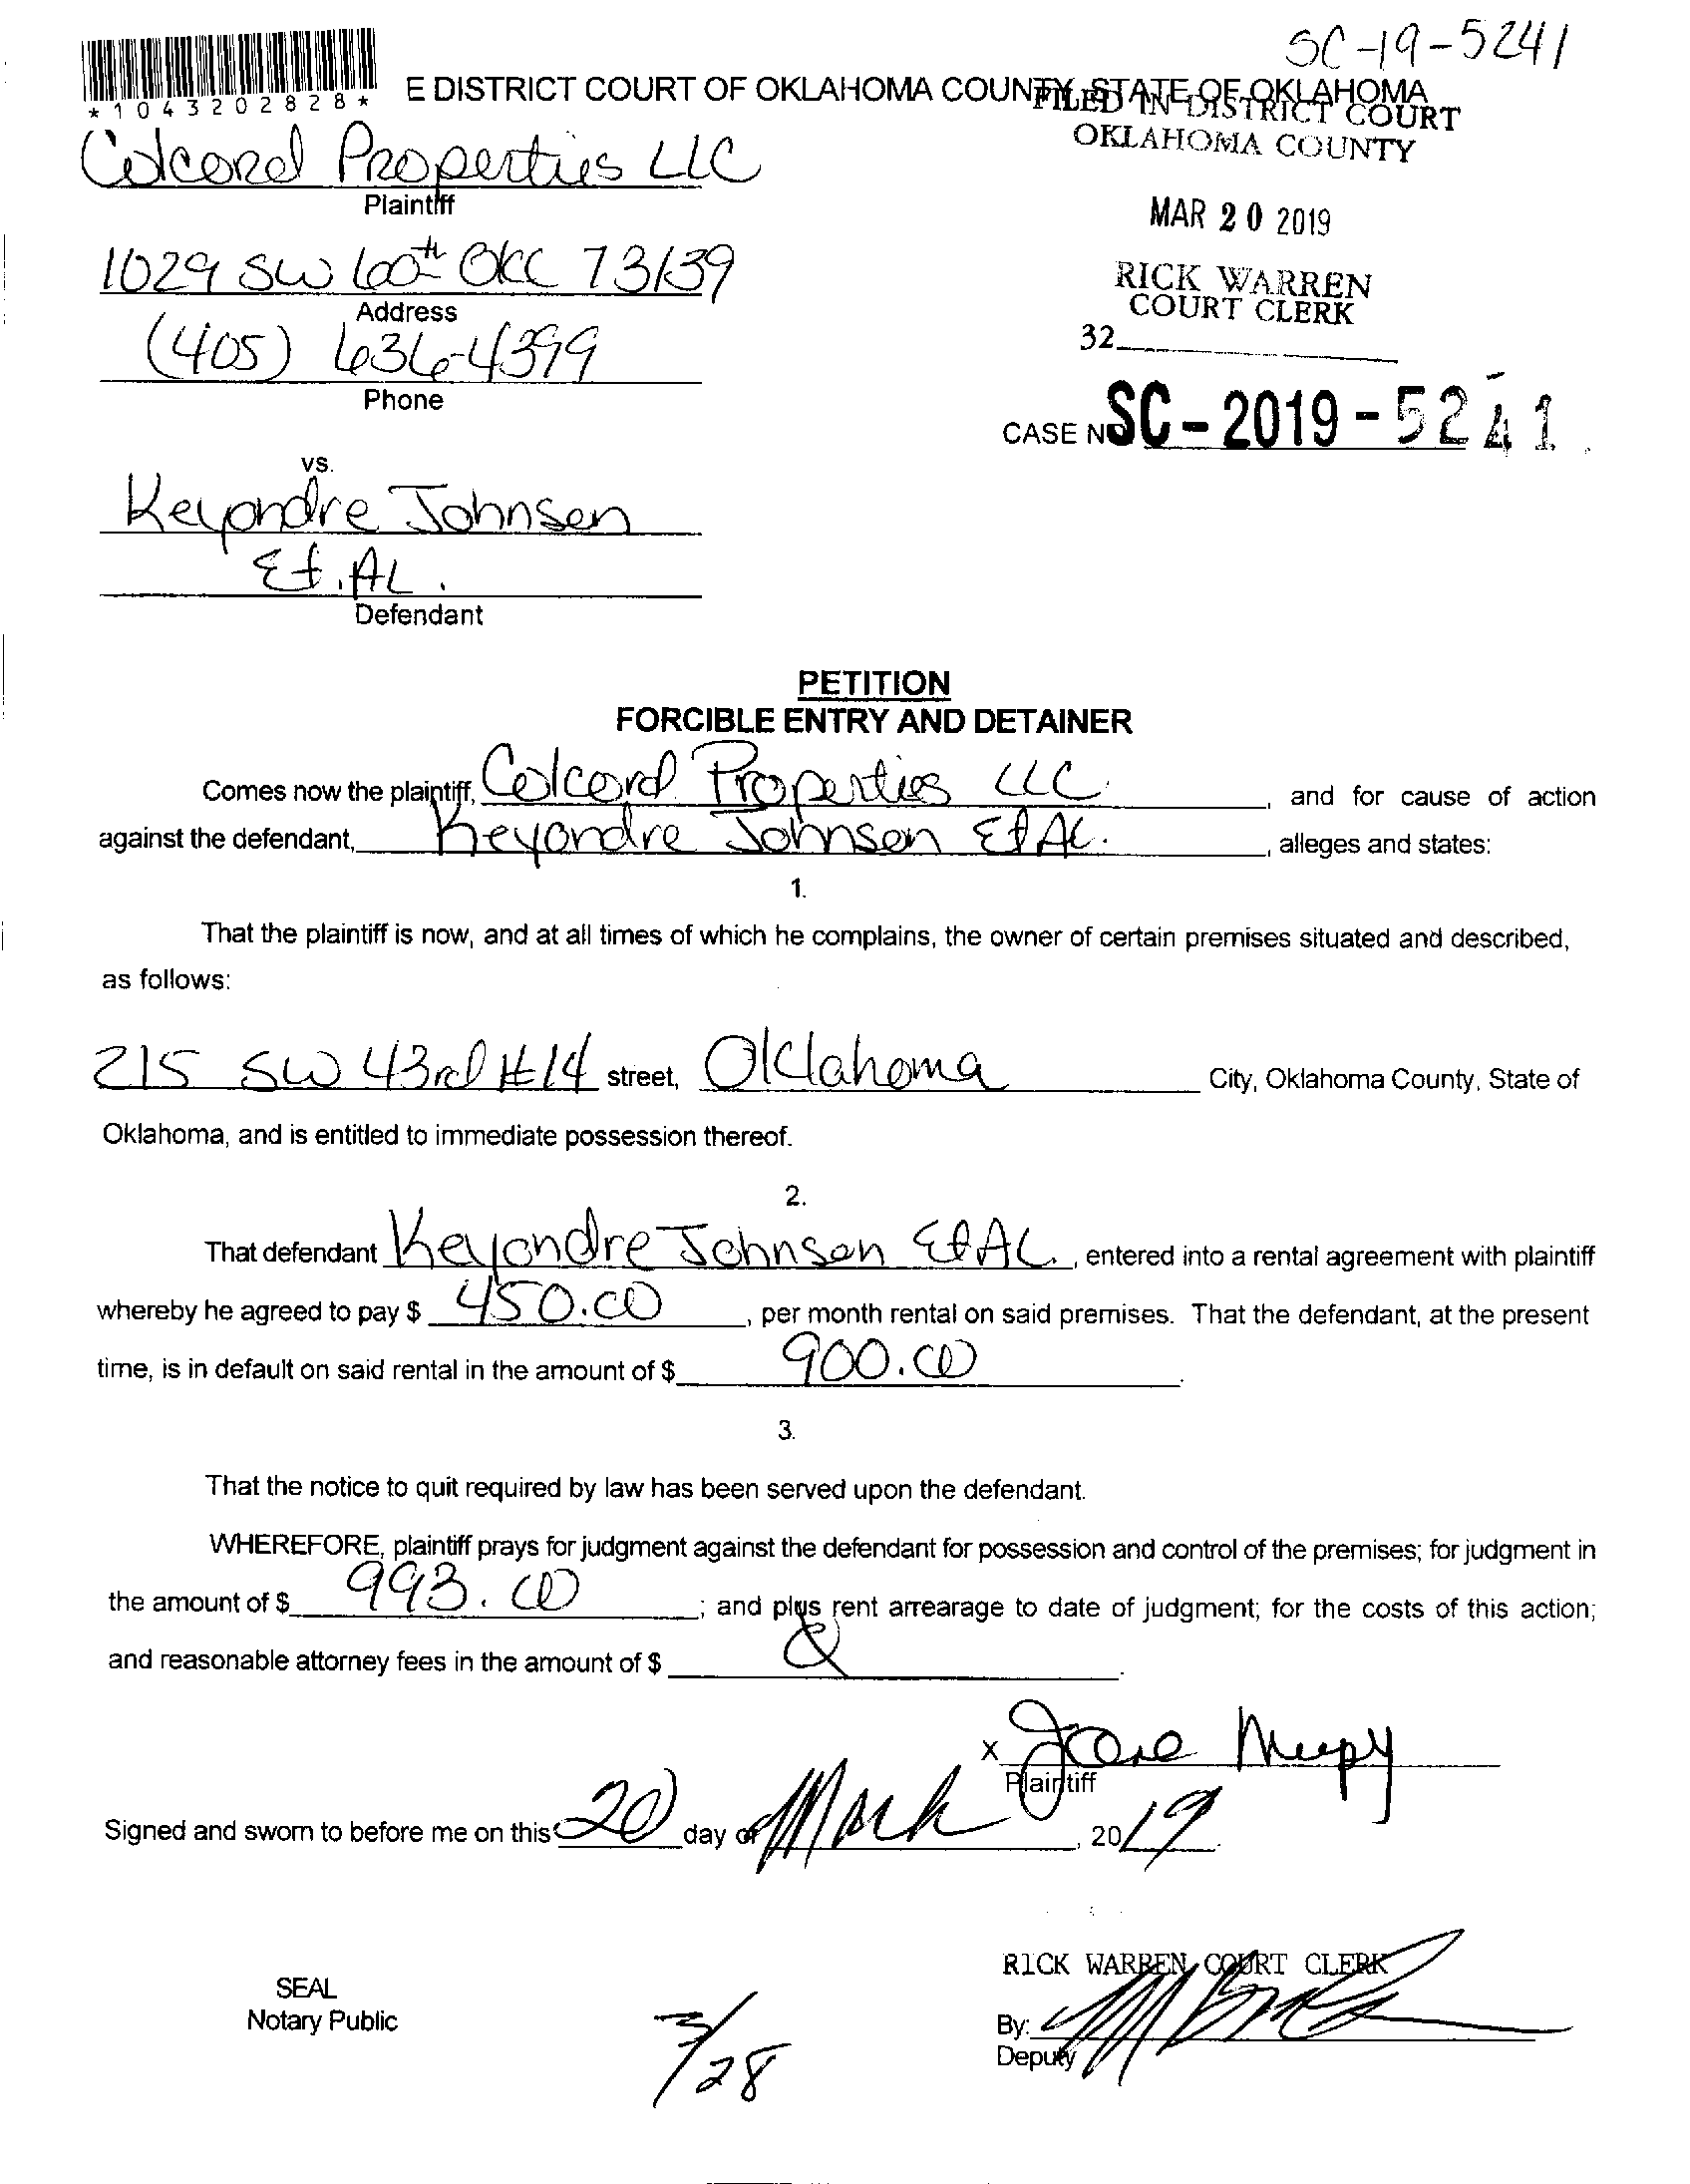 SC-19-5241
*1043202828*
E DISTRICT COURT OF OKLAHOMA COUNTY, STATE OF OKLAHOMA
FILED IN DISTRICT COURT
OKLAHOMA COUNTY
Colcord Properties LLC
Plaintiff
MAR 20 2019
1029 SW 60th OKC 73139
Address
RICK WARREN
COURT CLERK
32
(405) 636-4399
Phone
CASE NO SC-2019-5241
vs.
Keyondre Johnson
Et. AL.
Defendant
PETITION
FORCIBLE ENTRY AND DETAINER
Comes now the plaintiff, Colcord Properties LLC, and for cause of action
against the defendant, Keyondre Johnson Et AL., alleges and states:
1.
That the plaintiff is now, and at all times of which he complains, the owner of certain premises situated and described,
as follows:
215 SW 43rd #14 street, Oklahoma City, Oklahoma County, State of
Oklahoma, and is entitled to immediate possession thereof.
2.
That defendant Keyondre Johnson Et AL., entered into a rental agreement with plaintiff
whereby he agreed to pay $ 450.00, per month rental on said premises. That the defendant, at the present
time, is in default on said rental in the amount of $ 900.00.
3.
That the notice to quit required by law has been served upon the defendant.
WHEREFORE, plaintiff prays for judgment against the defendant for possession and control of the premises; for judgment in
the amount of $ 993.00; and plus rent arrearage to date of judgment; for the costs of this action;
and reasonable attorney fees in the amount of $
x
Plaintiff
Signed and sworn to before me on this 20 day of March, 2019.
RICK WARREN, COURT CLERK
SEAL
Notary Public
By:
Deputy
3/28